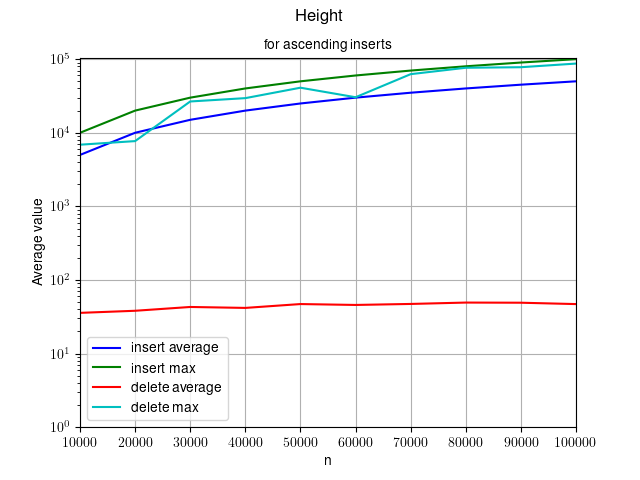 Height
for ascending inserts
Average value
10^5
10^4
10^3
10^2
10^1
10^0
insert average
insert max
delete average
delete max
10000 20000 30000 40000 50000 60000 70000 80000 90000 100000
n